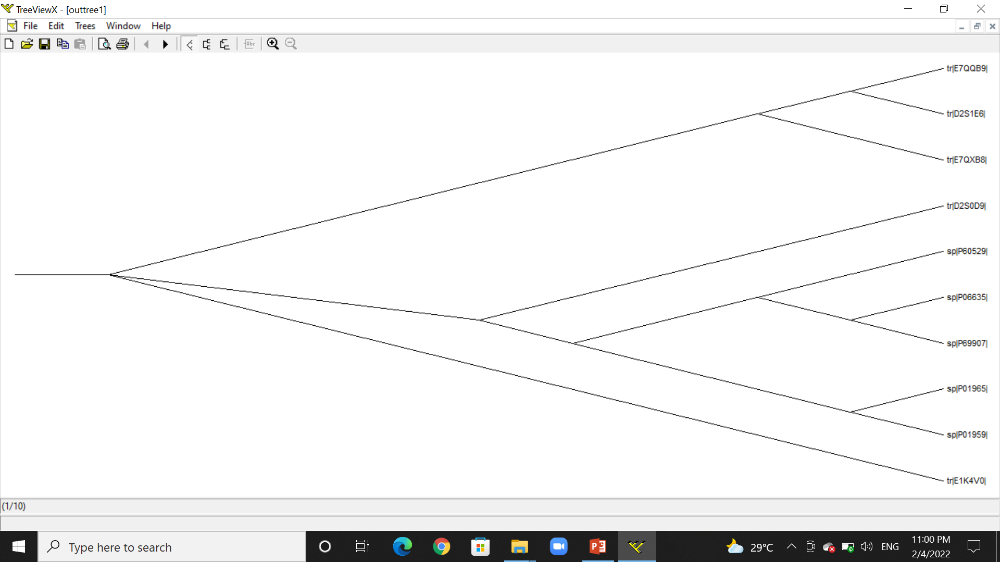 TreeViewX - [outtree1]
File Edit Trees Window Help
Abc
tr|E7QQB9|
tr|D2S1E6|
tr|E7QXB8|
tr|D2S0D9|
sp|P60529|
sp|P06635|
sp|P69907|
sp|P01965|
sp|P01959|
tr|E1K4V0|
(1/10)
Type here to search
29°C
ENG
11:00 PM
2/4/2022